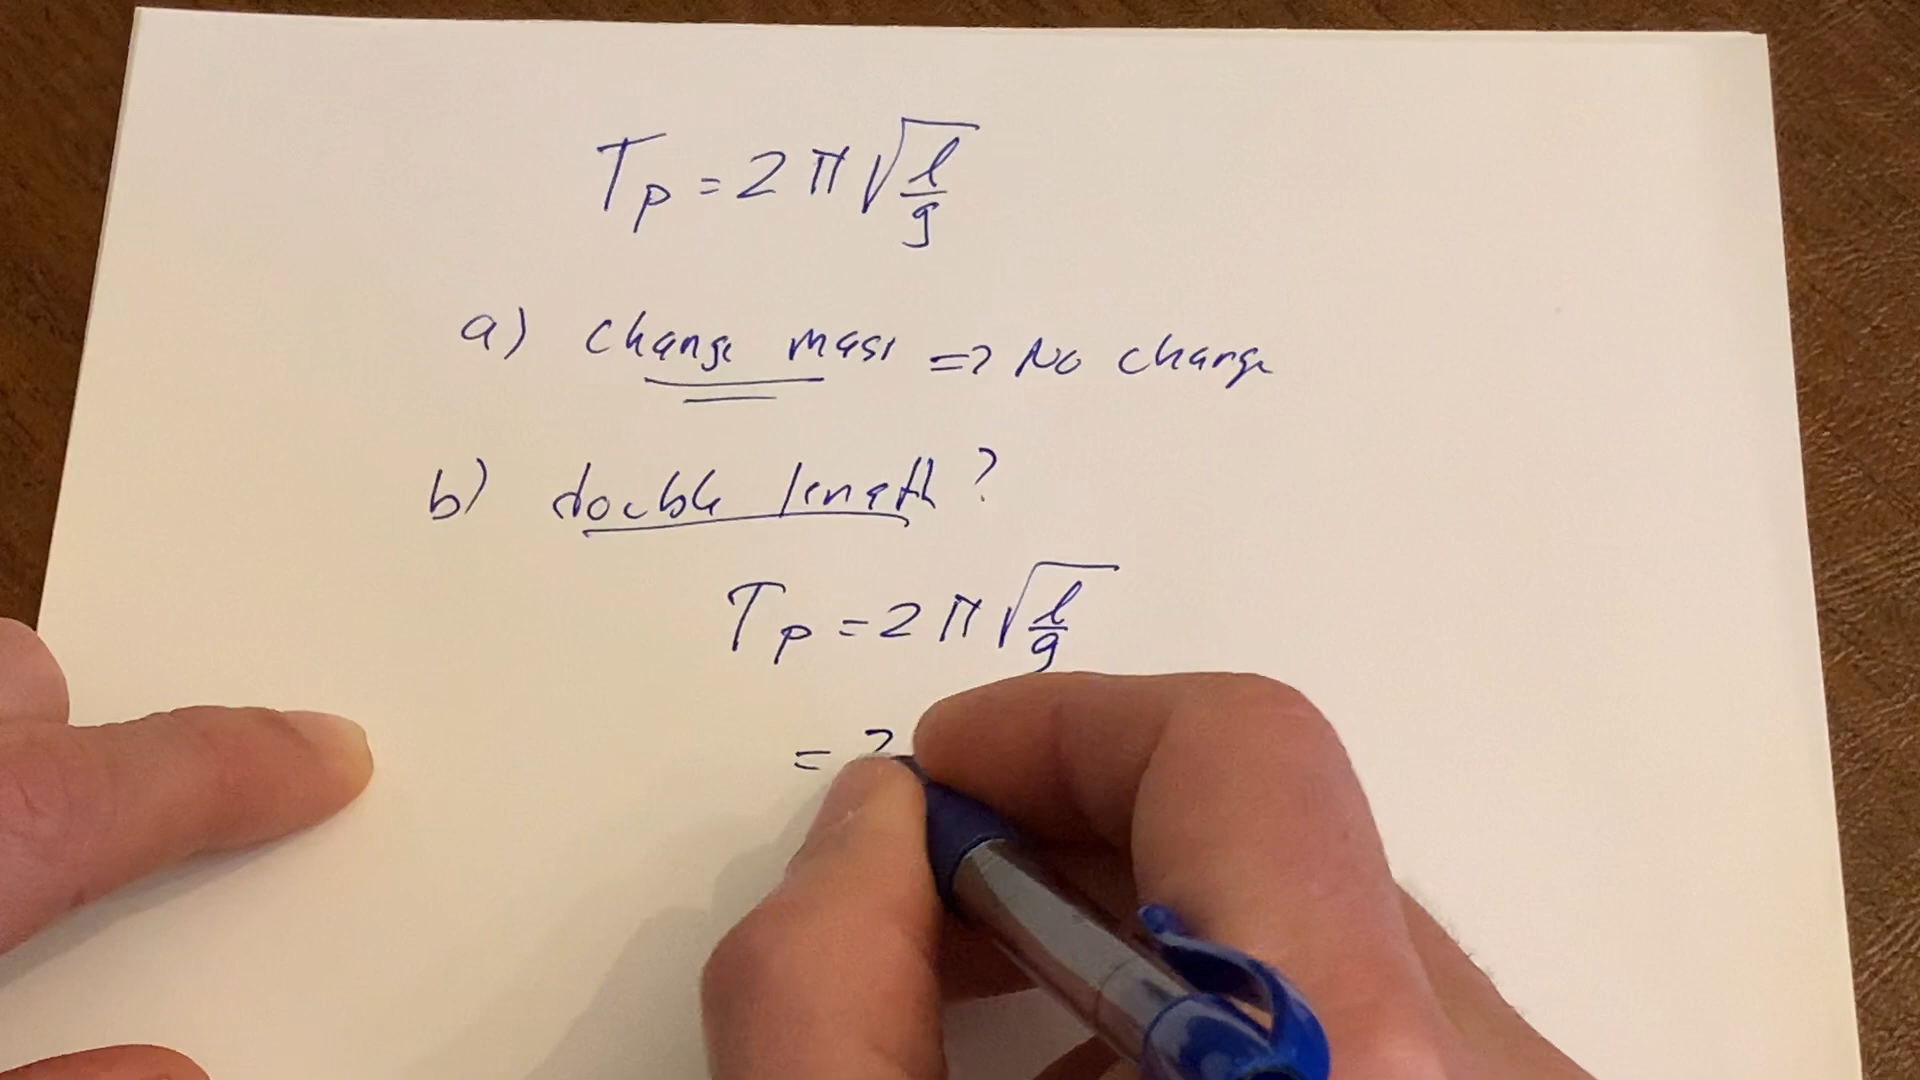 Tp = 2π√(l/g)
a) change mass => No change
b) double length?
Tp = 2π√(l/g)
= 2